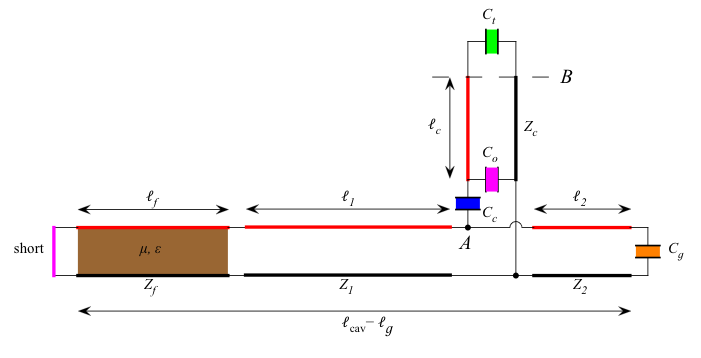 C_t
B
ℓ_c
Z_c
C_o
ℓ_f
ℓ_1
C_c
ℓ_2
A
short
μ, ε
C_g
Z_f
Z_1
Z_2
ℓ_cav− ℓ_g